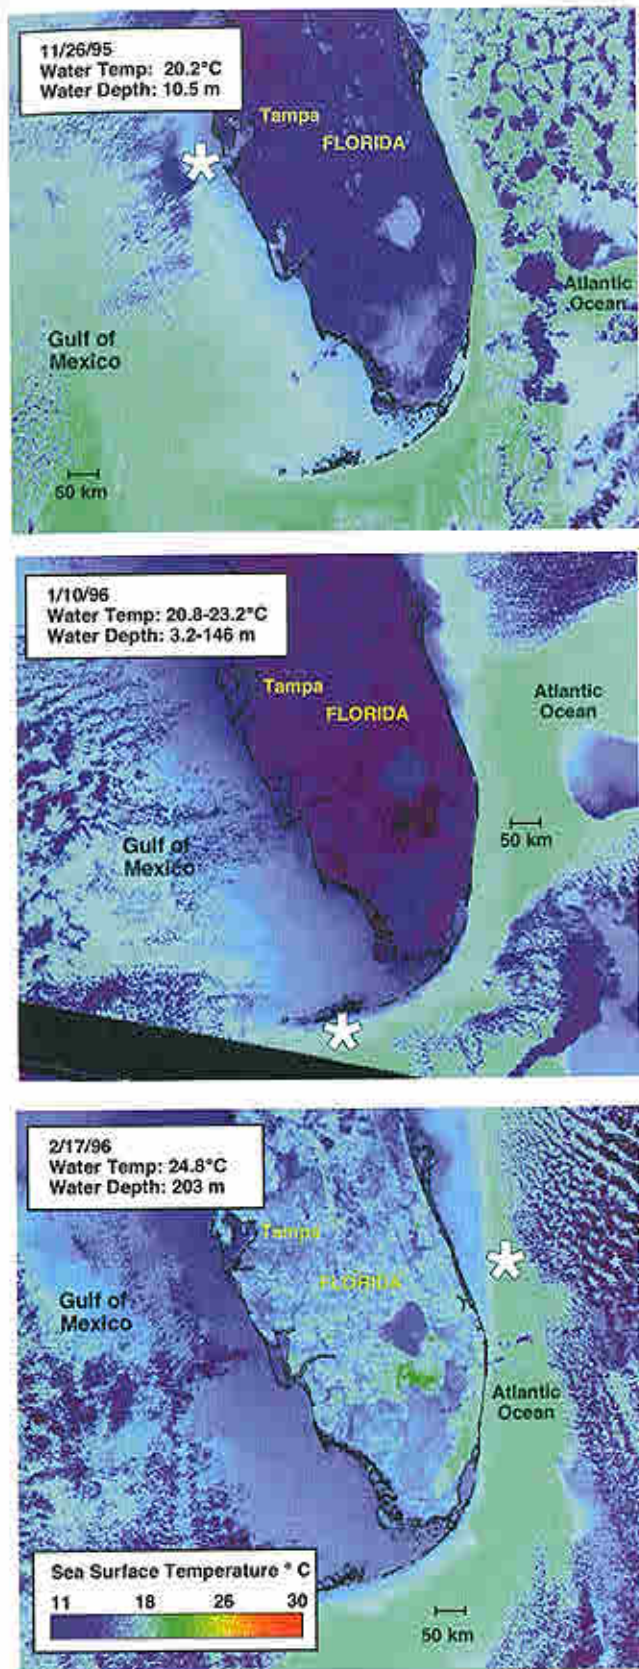 11/26/95
Water Temp: 20.2°C
Water Depth: 10.5 m
Tampa
FLORIDA
Atlantic
Ocean
Gulf of
Mexico
50 km
1/10/96
Water Temp: 20.8-23.2°C
Water Depth: 3.2-146 m
Tampa
FLORIDA
Atlantic
Ocean
50 km
Gulf of
Mexico
2/17/96
Water Temp: 24.8°C
Water Depth: 203 m
Tampa
FLORIDA
Gulf of
Mexico
Atlantic
Ocean
Sea Surface Temperature ° C
11 18 26 30
50 km